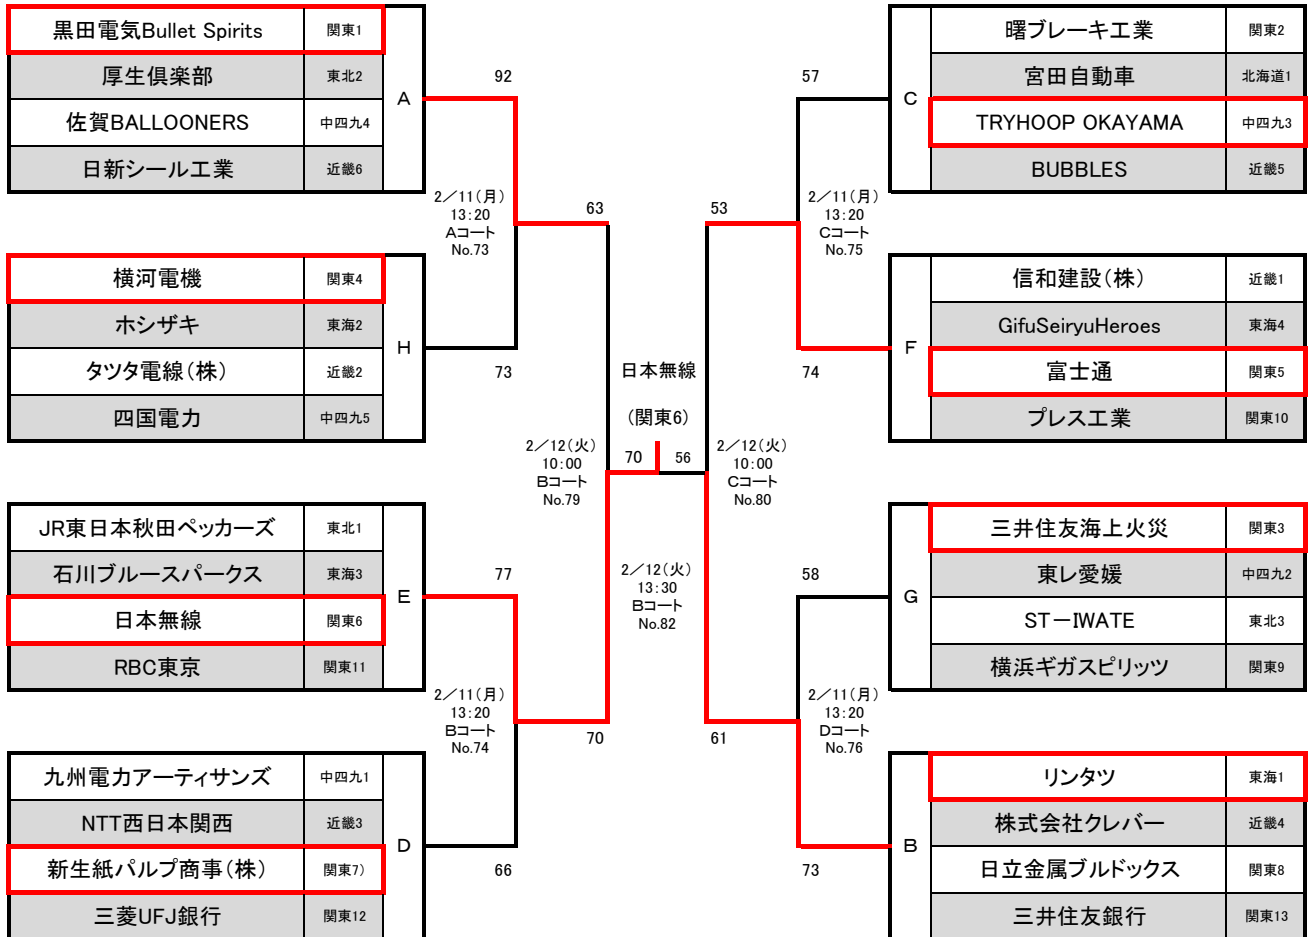 黒田電気Bullet Spirits 関東1
厚生倶楽部 東北2
佐賀BALLOONERS 中四九4
日新シール工業 近畿6
A
92
2/11(月)
13:20
Aコート
No.73
63
横河電機 関東4
ホシザキ 東海2
タツタ電線(株) 近畿2
四国電力 中四九5
H
73
2/12(火)
10:00
Bコート
No.79
JR東日本秋田ペッカーズ 東北1
石川ブルースパークス 東海3
日本無線 関東6
RBC東京 関東11
E
77
2/11(月)
13:20
Bコート
No.74
70
九州電力アーティサンズ 中四九1
NTT西日本関西 近畿3
新生紙パルプ商事(株) 関東7)
三菱UFJ銀行 関東12
D
66
日本無線
(関東6)
70 56
2/12(火)
13:30
Bコート
No.82
57
曙ブレーキ工業 関東2
宮田自動車 北海道1
TRYHOOP OKAYAMA 中四九3
BUBBLES 近畿5
C
53
2/11(月)
13:20
Cコート
No.75
信和建設(株) 近畿1
GifuSeiryuHeroes 東海4
富士通 関東5
プレス工業 関東10
F
74
2/12(火)
10:00
Cコート
No.80
三井住友海上火災 関東3
東レ愛媛 中四九2
ST-IWATE 東北3
横浜ギガスピリッツ 関東9
G
58
2/11(月)
13:20
Dコート
No.76
61
リンタツ 東海1
株式会社クレバー 近畿4
日立金属ブルドックス 関東8
三井住友銀行 関東13
B
73